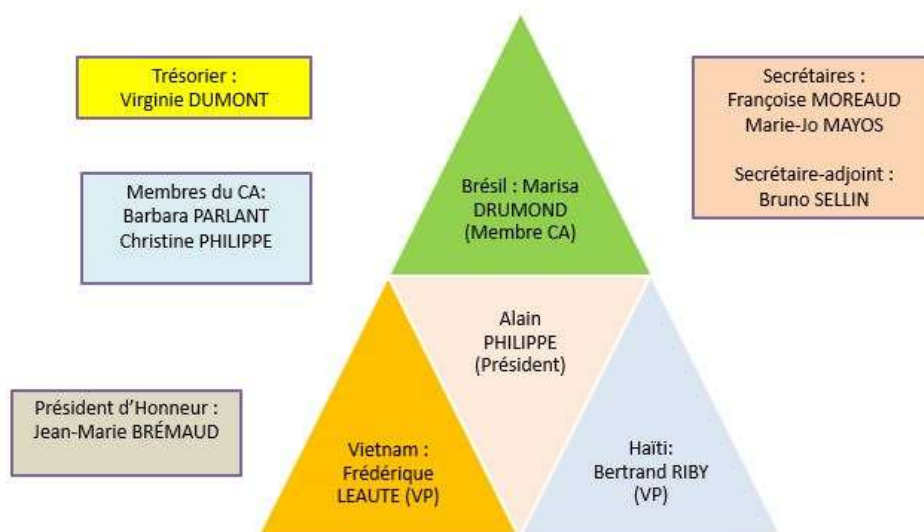 Trésorier :
Virginie DUMONT
Secrétaires :
Françoise MOREAUD
Marie-Jo MAYOS
Secrétaire-adjoint :
Bruno SELLIN
Membres du CA:
Barbara PARLANT
Christine PHILIPPE
Brésil : Marisa
DRUMOND
(Membre CA)
Alain
PHILIPPE
(Président)
Président d’Honneur :
Jean-Marie BRÉMAUD
Vietnam :
Frédérique
LEAUTE (VP)
Haïti:
Bertrand RIBY
(VP)